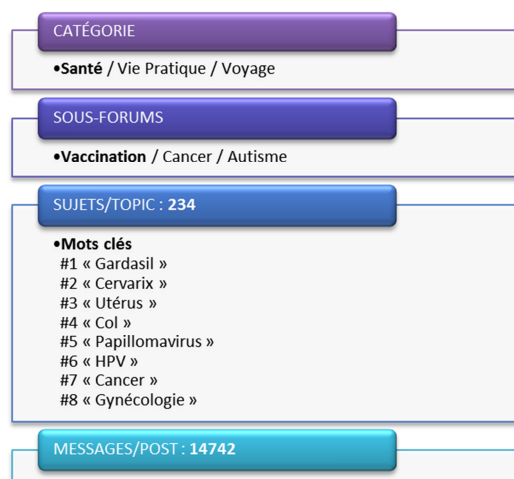 CATÉGORIE
•Santé / Vie Pratique / Voyage
SOUS-FORUMS
•Vaccination / Cancer / Autisme
SUJETS/TOPIC : 234
•Mots clés
#1 « Gardasil »
#2 « Cervarix »
#3 « Utérus »
#4 « Col »
#5 « Papillomavirus »
#6 « HPV »
#7 « Cancer »
#8 « Gynécologie »
MESSAGES/POST : 14742